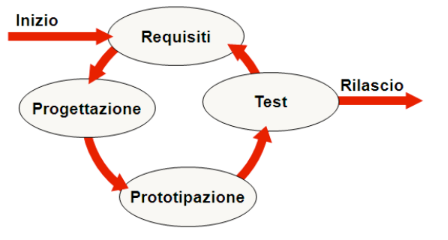 Inizio
Requisiti
Progettazione
Test
Rilascio
Prototipazione